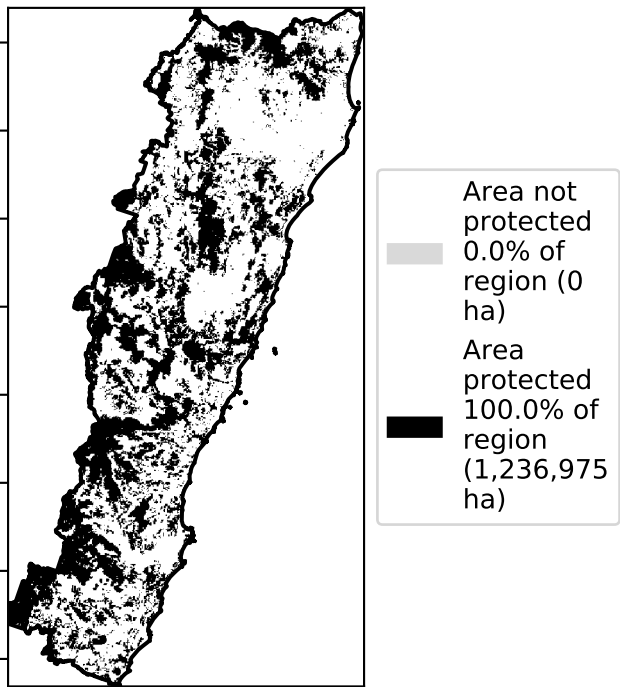 Area not
protected
0.0% of
region (0
ha)
Area
protected
100.0% of
region
(1,236,975
ha)